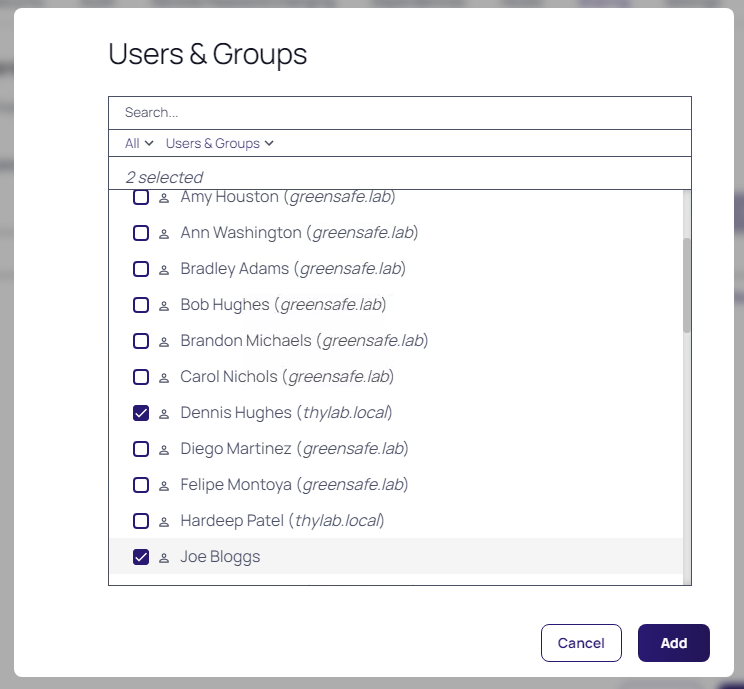 Users & Groups
Search...
All Users & Groups
2 selected
Amy Houston (greensafe.lab)
Ann Washington (greensafe.lab)
Bradley Adams (greensafe.lab)
Bob Hughes (greensafe.lab)
Brandon Michaels (greensafe.lab)
Carol Nichols (greensafe.lab)
Dennis Hughes (thylab.local)
Diego Martinez (greensafe.lab)
Felipe Montoya (greensafe.lab)
Hardeep Patel (thylab.local)
Joe Bloggs
Cancel Add